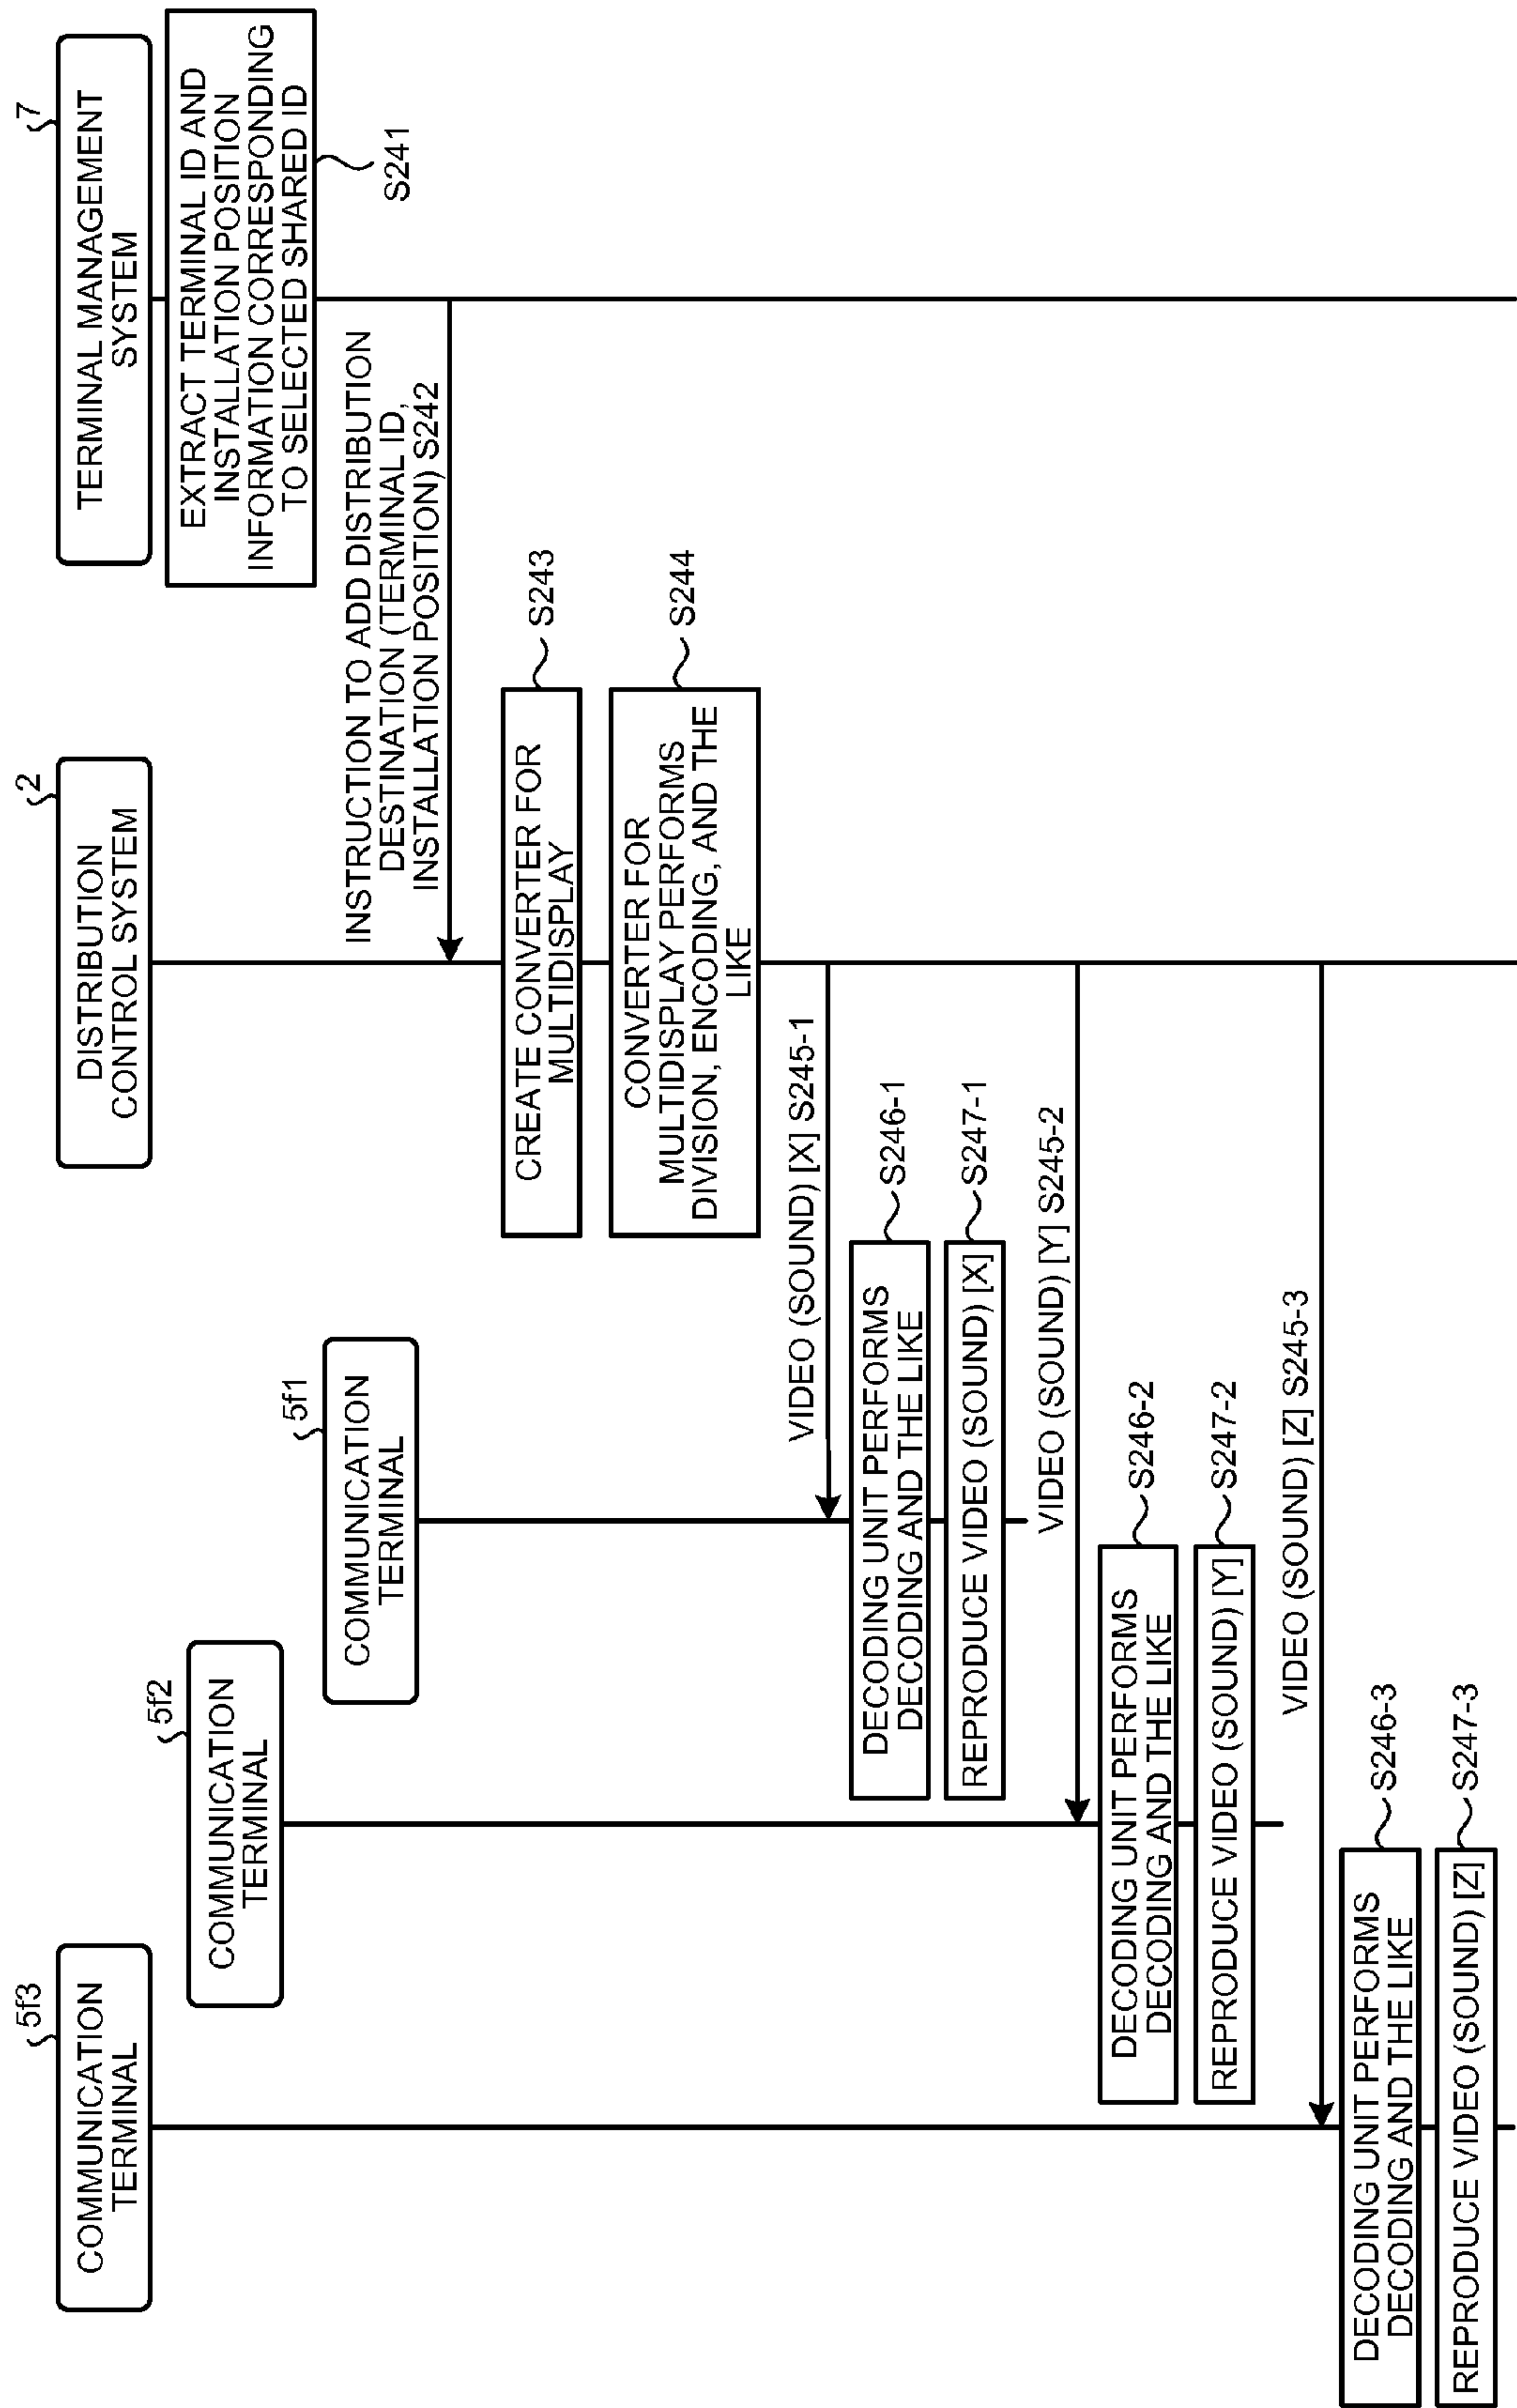 5f3
COMMUNICATION
TERMINAL
5f2
COMMUNICATION
TERMINAL
5f1
COMMUNICATION
TERMINAL
2
DISTRIBUTION
CONTROL SYSTEM
7
TERMINAL MANAGEMENT
SYSTEM
EXTRACT TERMINAL ID AND
INSTALLATION POSITION
INFORMATION CORRESPONDING
TO SELECTED SHARED ID
S241
INSTRUCTION TO ADD DISTRIBUTION
DESTINATION (TERMINAL ID,
INSTALLATION POSITION) S242
CREATE CONVERTER FOR
MULTIDISPLAY
S243
CONVERTER FOR
MULTIDISPLAY PERFORMS
DIVISION, ENCODING, AND THE
LIKE
S244
VIDEO (SOUND) [X] S245-1
DECODING UNIT PERFORMS
DECODING AND THE LIKE
S246-1
REPRODUCE VIDEO (SOUND) [X]
S247-1
VIDEO (SOUND) [Y] S245-2
DECODING UNIT PERFORMS
DECODING AND THE LIKE
S246-2
REPRODUCE VIDEO (SOUND) [Y]
S247-2
VIDEO (SOUND) [Z] S245-3
DECODING UNIT PERFORMS
DECODING AND THE LIKE
S246-3
REPRODUCE VIDEO (SOUND) [Z]
S247-3